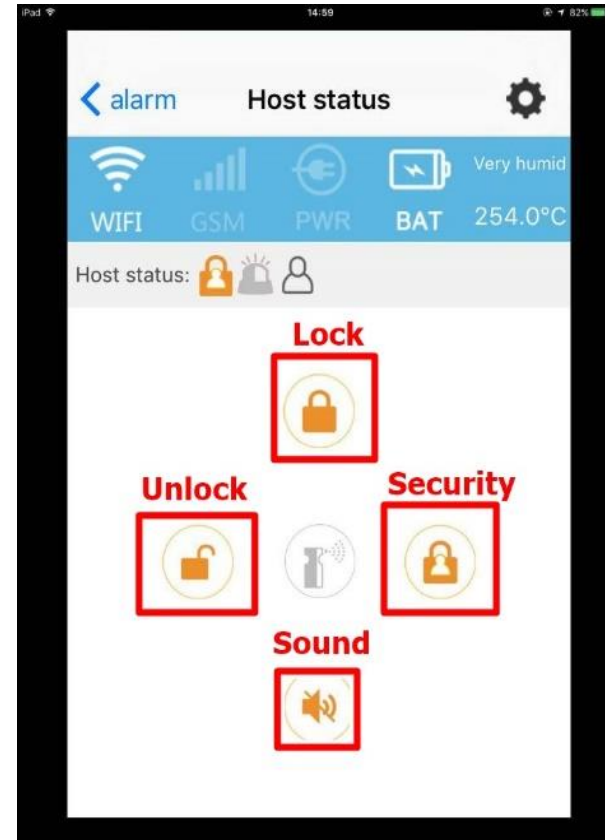 iPad 14:59 82%
alarm Host status
Very humid
WIFI GSM PWR BAT 254.0°C
Host status:
Lock
Unlock Security
Sound